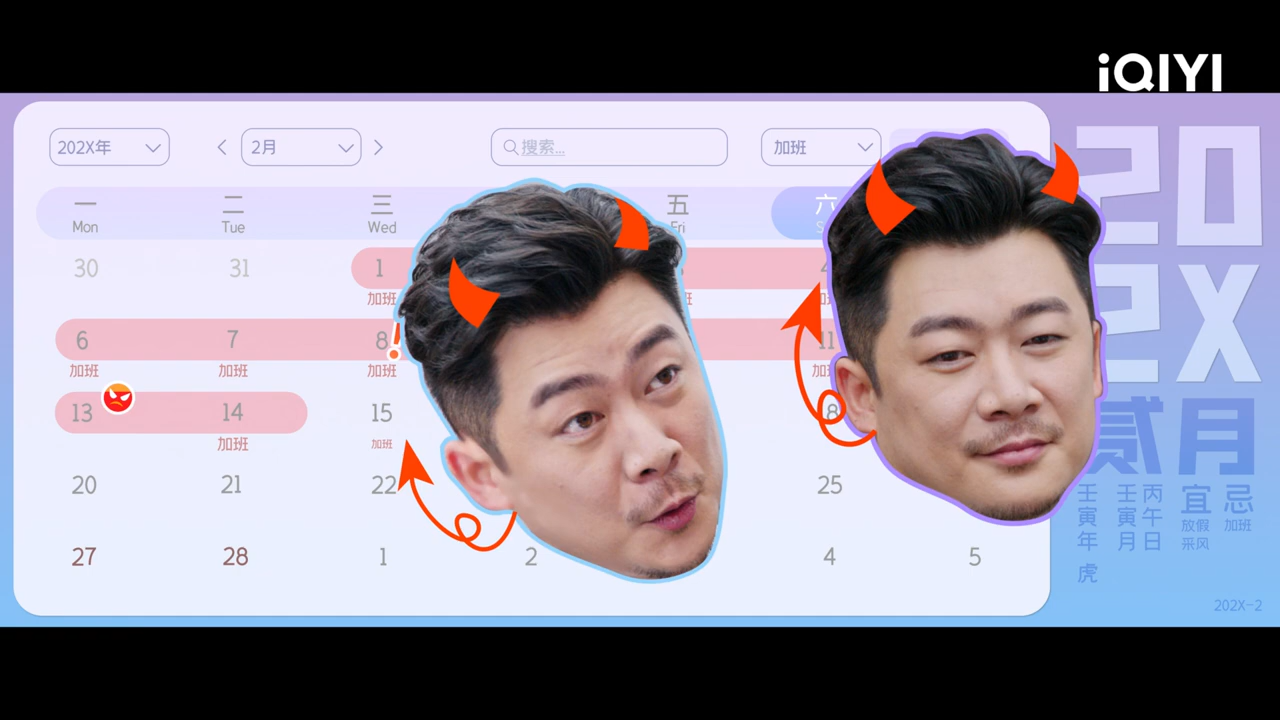 iQIYI
202X年
2月
搜索...
加班
一
二
三
五
六
Mon
Tue
Wed
Fri
30
31
1
加班
6
7
8
11
加班
加班
加班
13
14
15
加班
加班
20
21
22
25
27
28
1
2
4
5
202X
贰月
壬寅年 虎
壬寅月
丙午日
宜
放假
采风
忌
加班
202X-2